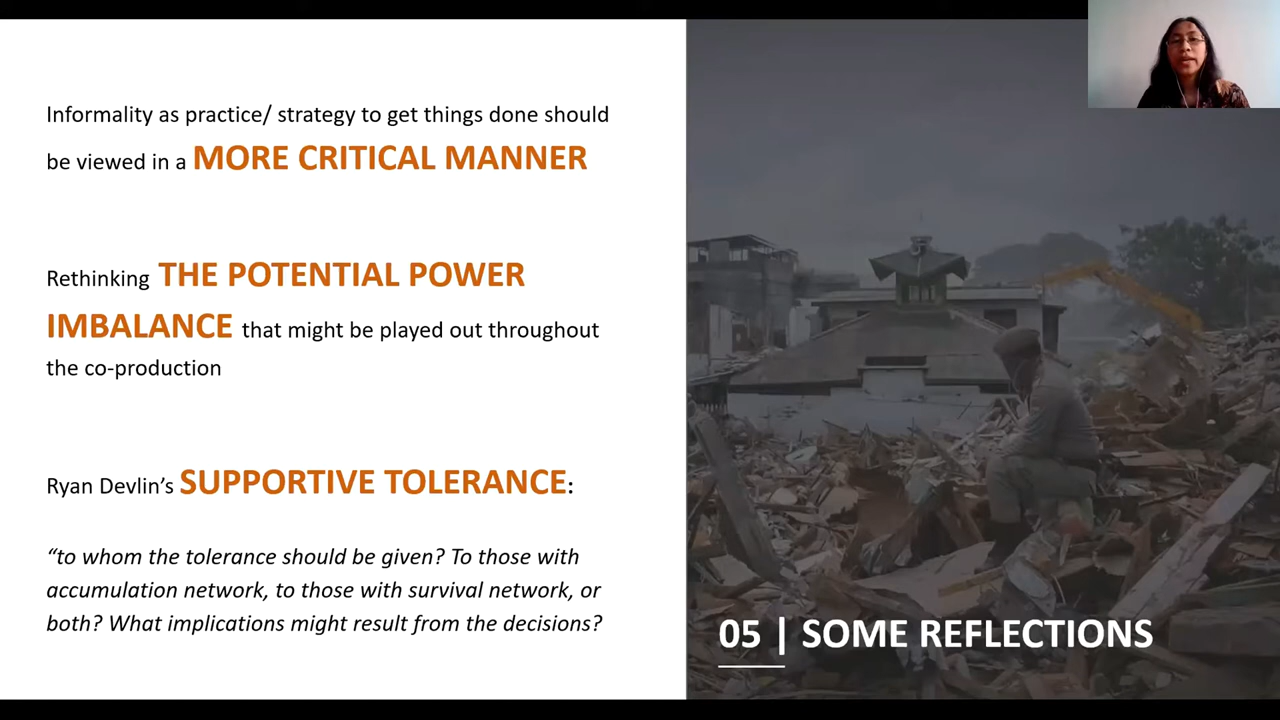 Informality as practice/ strategy to get things done should
be viewed in a MORE CRITICAL MANNER
Rethinking THE POTENTIAL POWER
IMBALANCE that might be played out throughout
the co-production
Ryan Devlin's SUPPORTIVE TOLERANCE:
“to whom the tolerance should be given? To those with
accumulation network, to those with survival network, or
both? What implications might result from the decisions?
05 | SOME REFLECTIONS